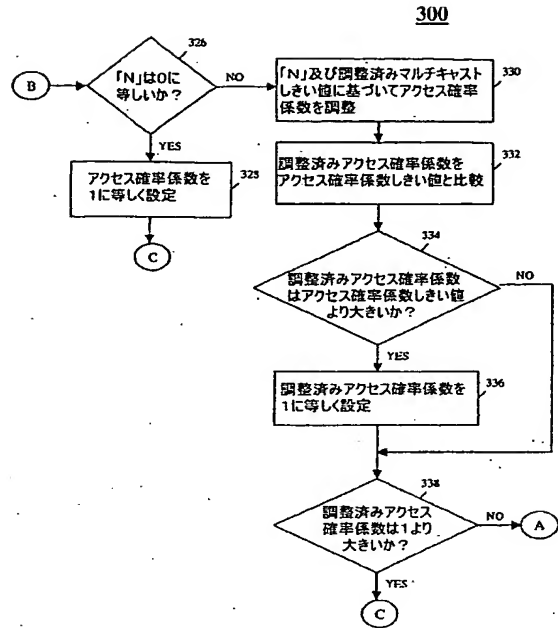 300
326
「N」は0に
等しいか?
B
NO
YES
330
「N」及び調整済みマルチキャスト
しきい値に基づいてアクセス確率
係数を調整
325
アクセス確率係数を
1に等しく設定
C
332
調整済みアクセス確率係数を
アクセス確率係数しきい値と比較
334
調整済みアクセス確率係数
はアクセス確率係数しきい値
より大きいか?
NO
YES
336
調整済みアクセス確率係数を
1に等しく設定
338
調整済みアクセス
確率係数は1より
大きいか?
NO
A
YES
C